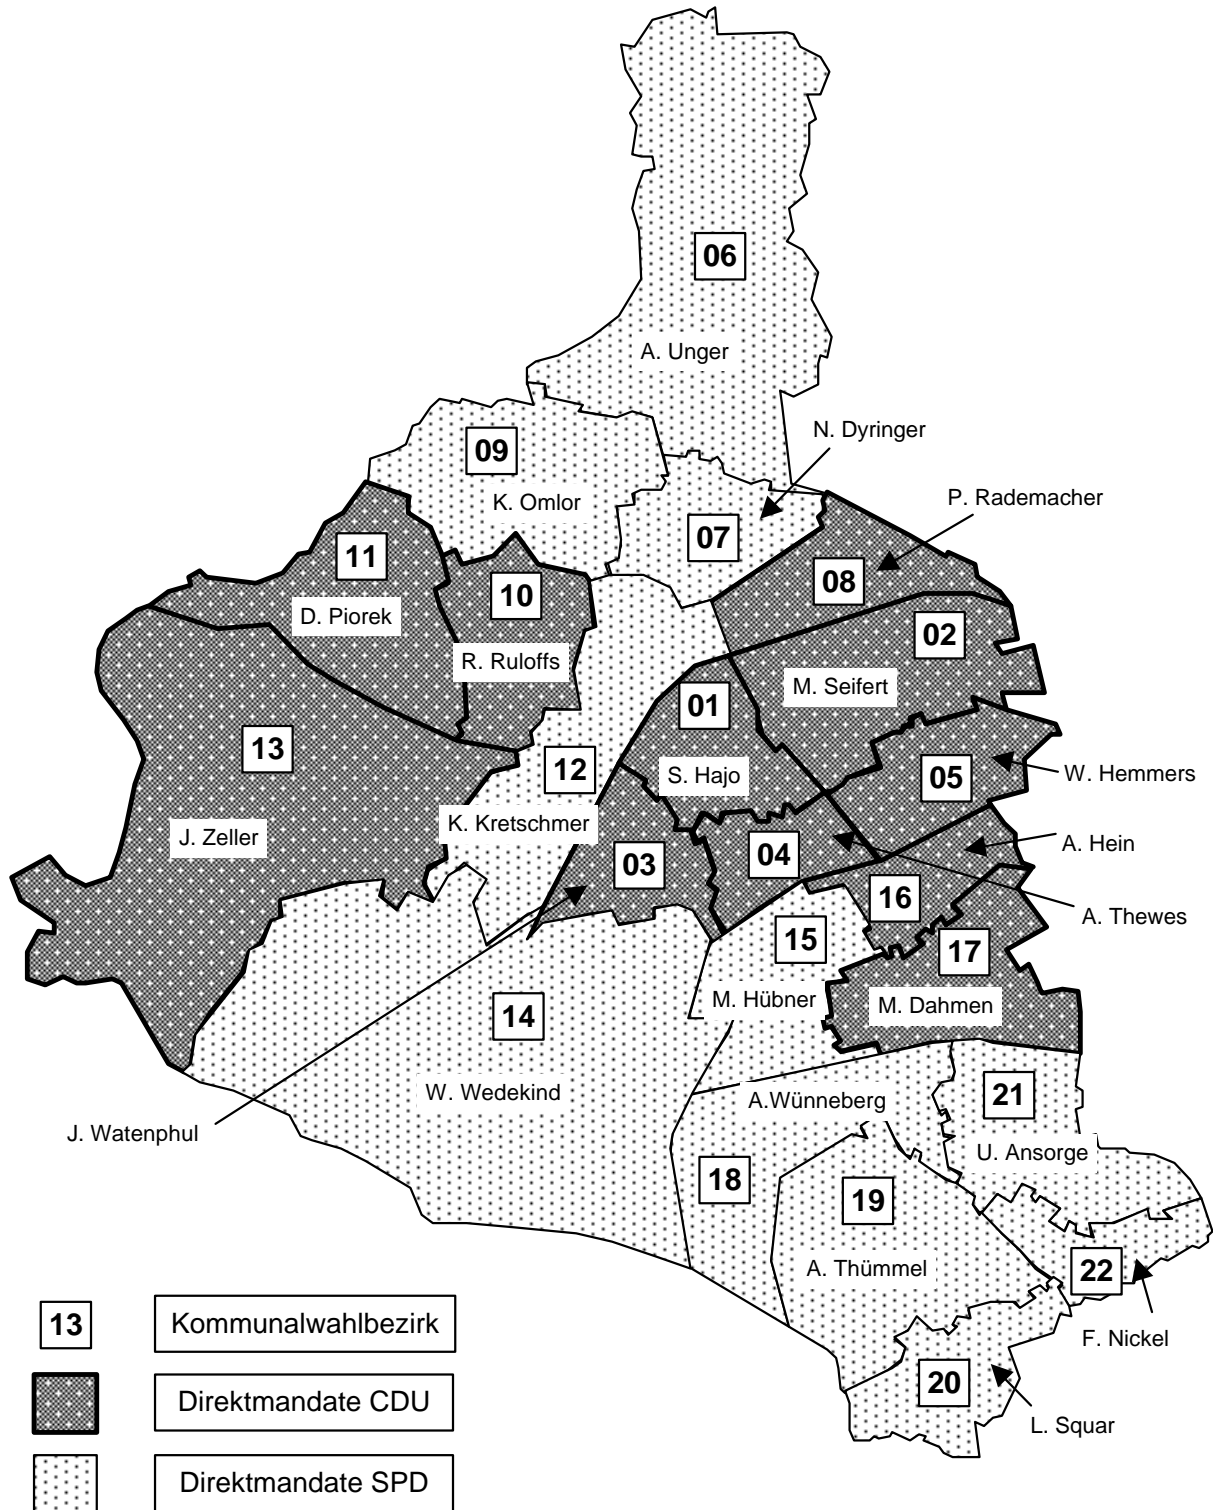 06
A. Unger
N. Dyringer
09
K. Omlor
P. Rademacher
07
11
08
10
D. Piorek
02
R. Ruloffs
M. Seifert
01
13
12
S. Hajo
05
W. Hemmers
K. Kretschmer
J. Zeller
03
04
A. Hein
16
A. Thewes
15
17
M. Hübner
M. Dahmen
14
W. Wedekind
A.Wünneberg
21
J. Watenphul
U. Ansorge
18
19
A. Thümmel
22
F. Nickel
20
L. Squar
13
Kommunalwahlbezirk
Direktmandate CDU
Direktmandate SPD